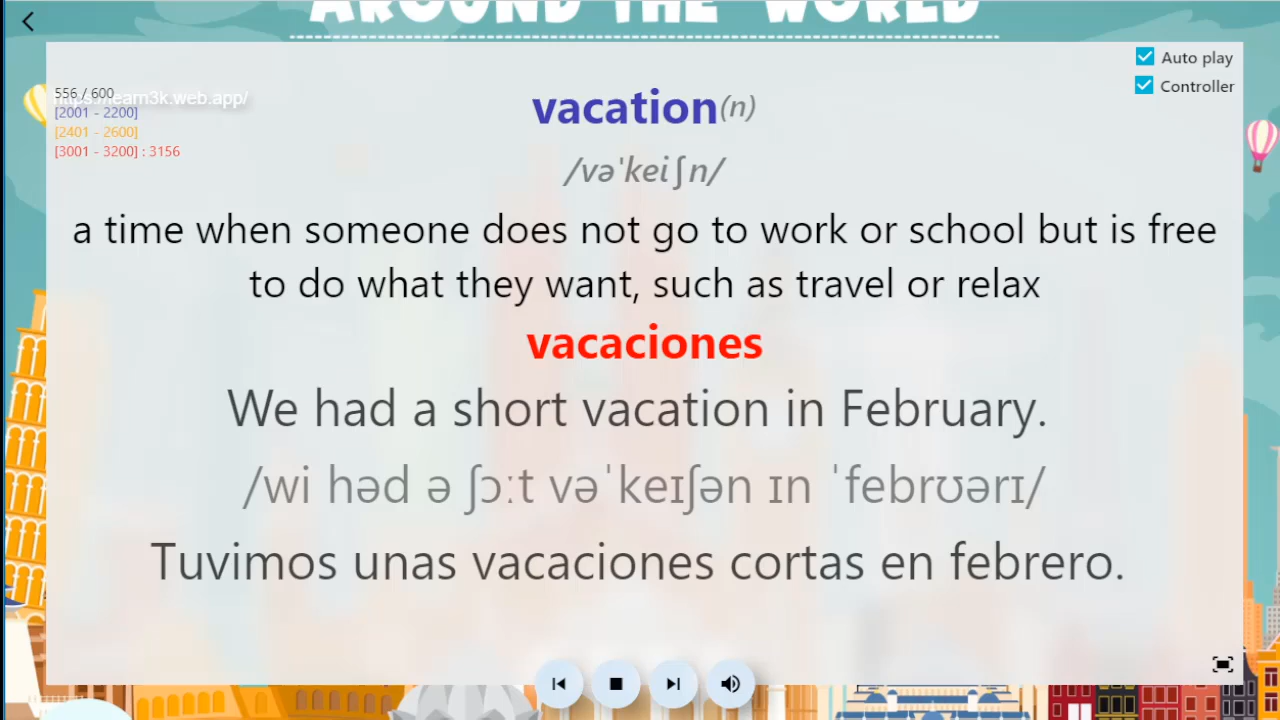 AROUND THE WORLD
Auto play
Controller
556 / 600
https://learn3k.web.app/
[2001 - 2200]
[2401 - 2600]
[3001 - 3200] : 3156
vacation(n)
/və'keiʃn/
a time when someone does not go to work or school but is free
to do what they want, such as travel or relax
vacaciones
We had a short vacation in February.
/wi həd ə ʃɔːt vəˈkeɪʃən ɪn ˈfebrʊərɪ/
Tuvimos unas vacaciones cortas en febrero.